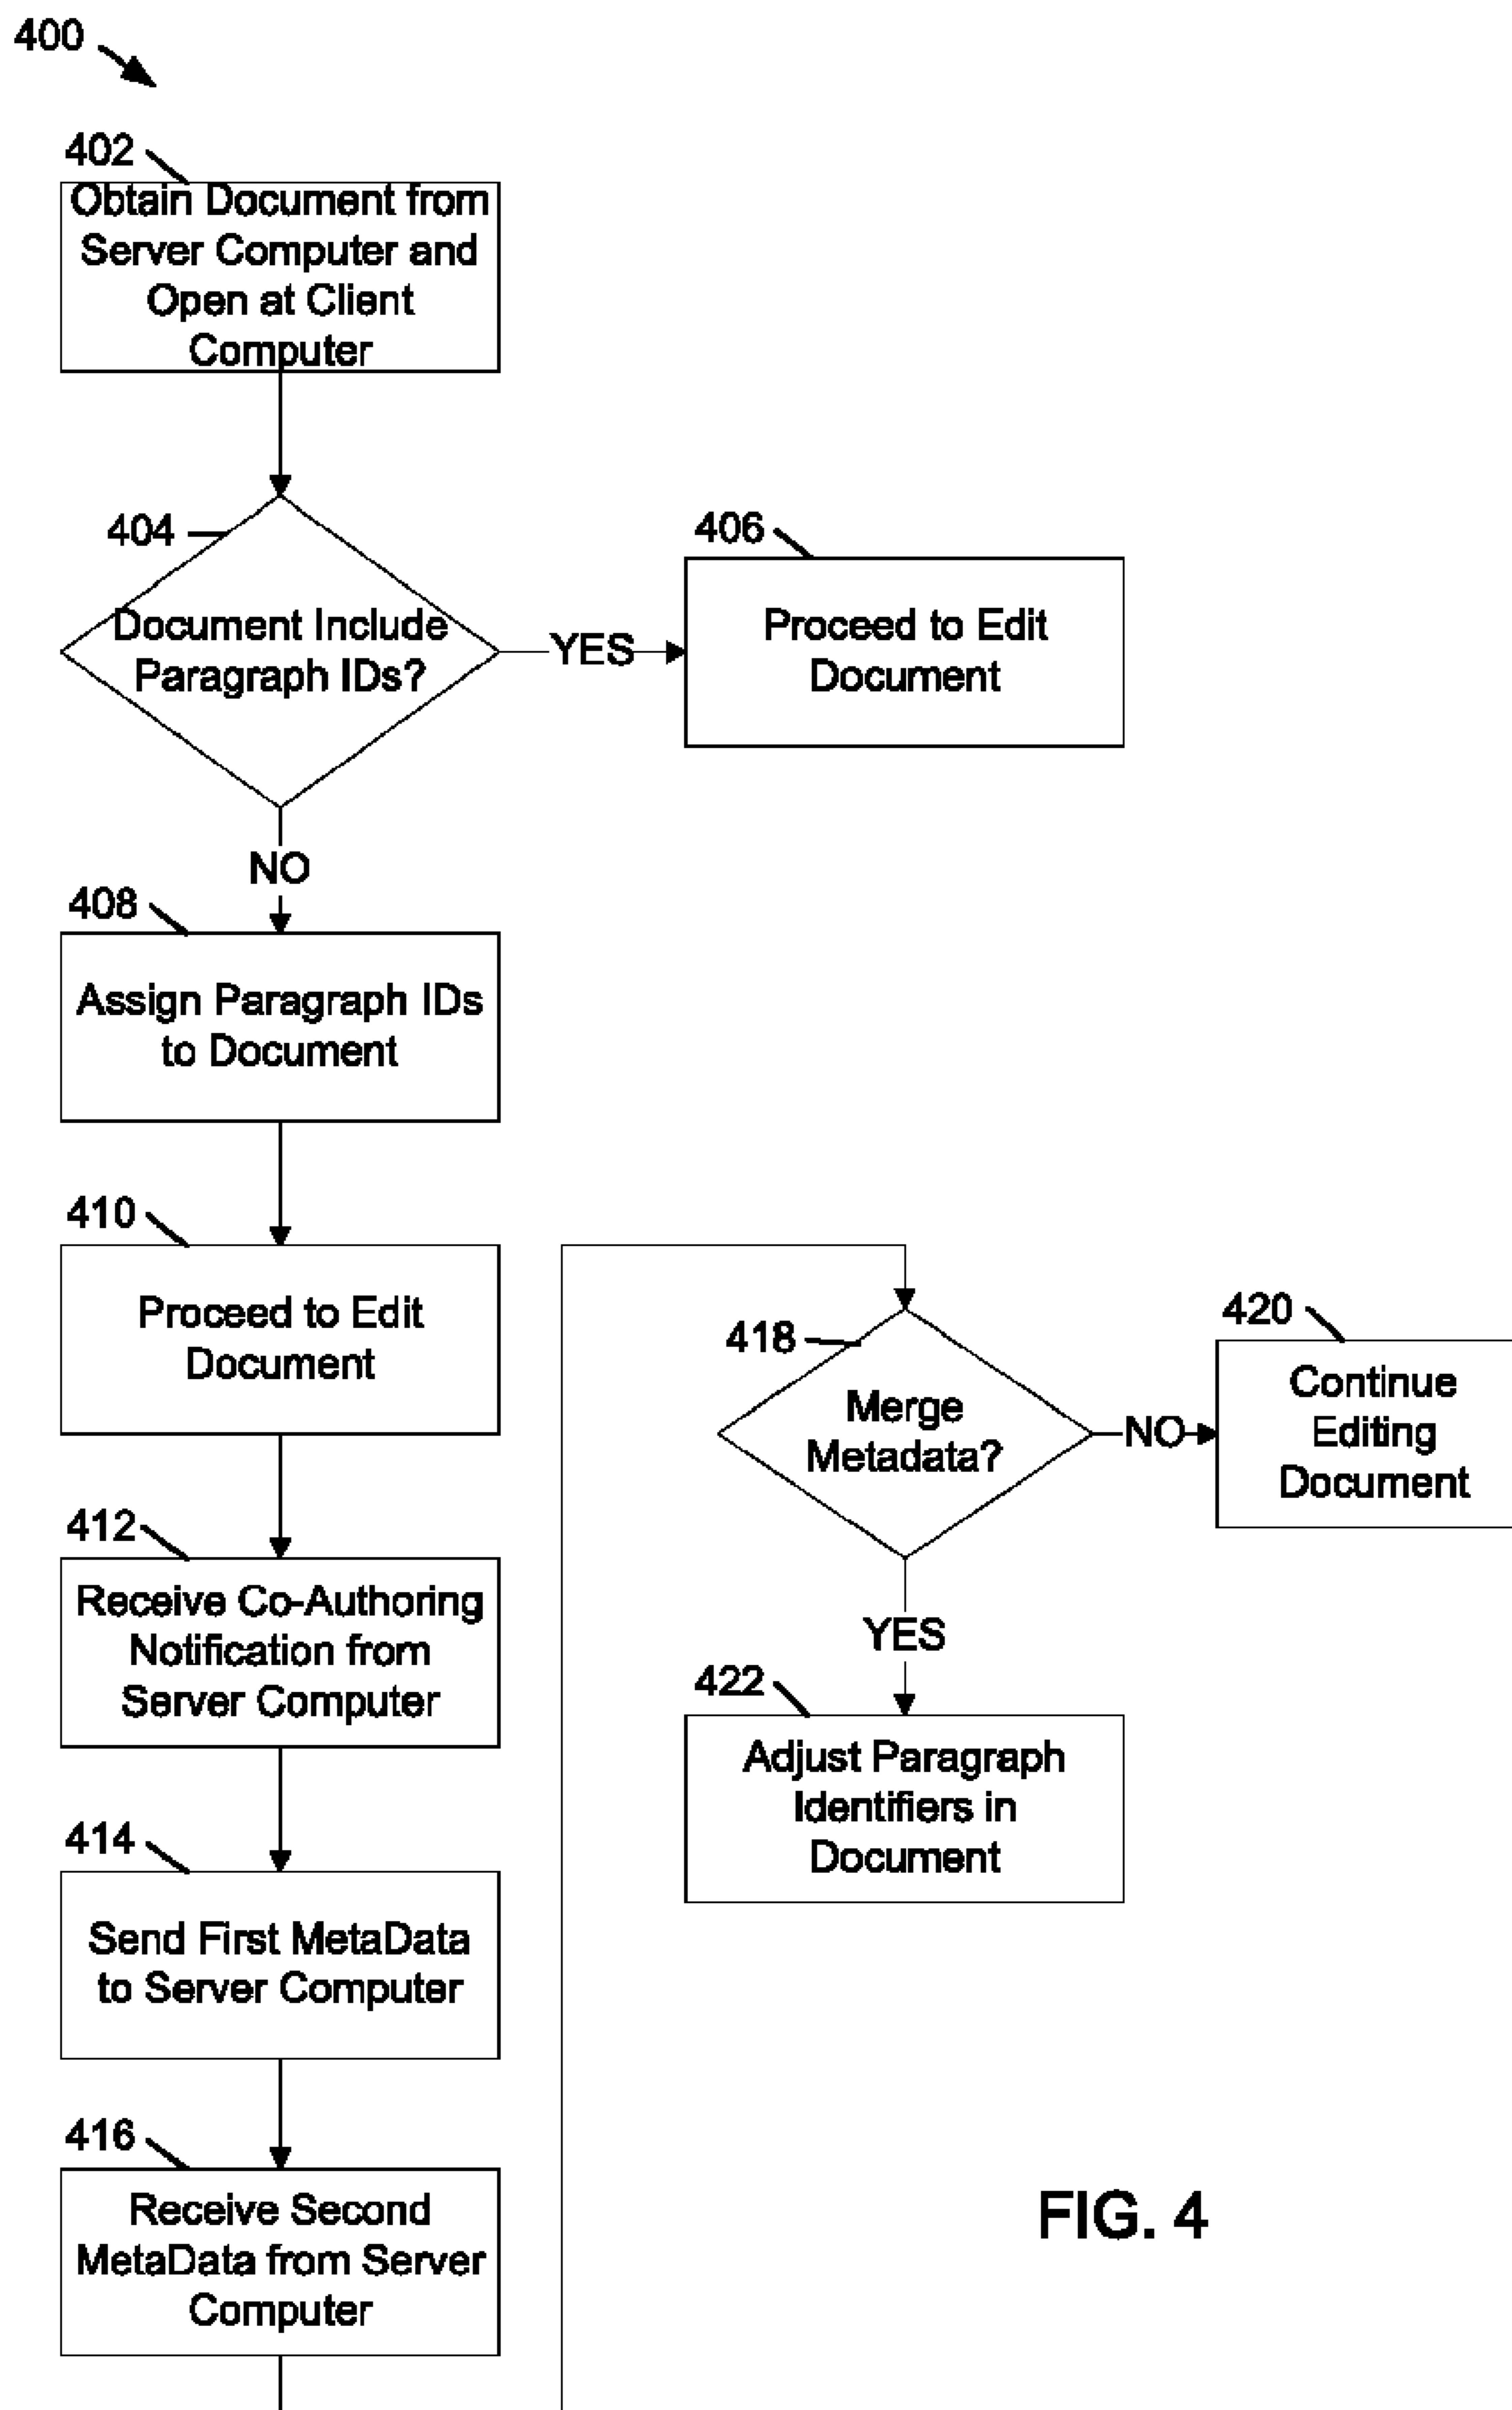 400
402
Obtain Document from
Server Computer and
Open at Client
Computer
404
Document Include
Paragraph IDs?
YES
406
Proceed to Edit
Document
NO
408
Assign Paragraph IDs
to Document
410
Proceed to Edit
Document
412
Receive Co-Authoring
Notification from
Server Computer
414
Send First MetaData
to Server Computer
416
Receive Second
MetaData from Server
Computer
418
Merge
Metadata?
NO
420
Continue
Editing
Document
YES
422
Adjust Paragraph
Identifiers in
Document
FIG. 4